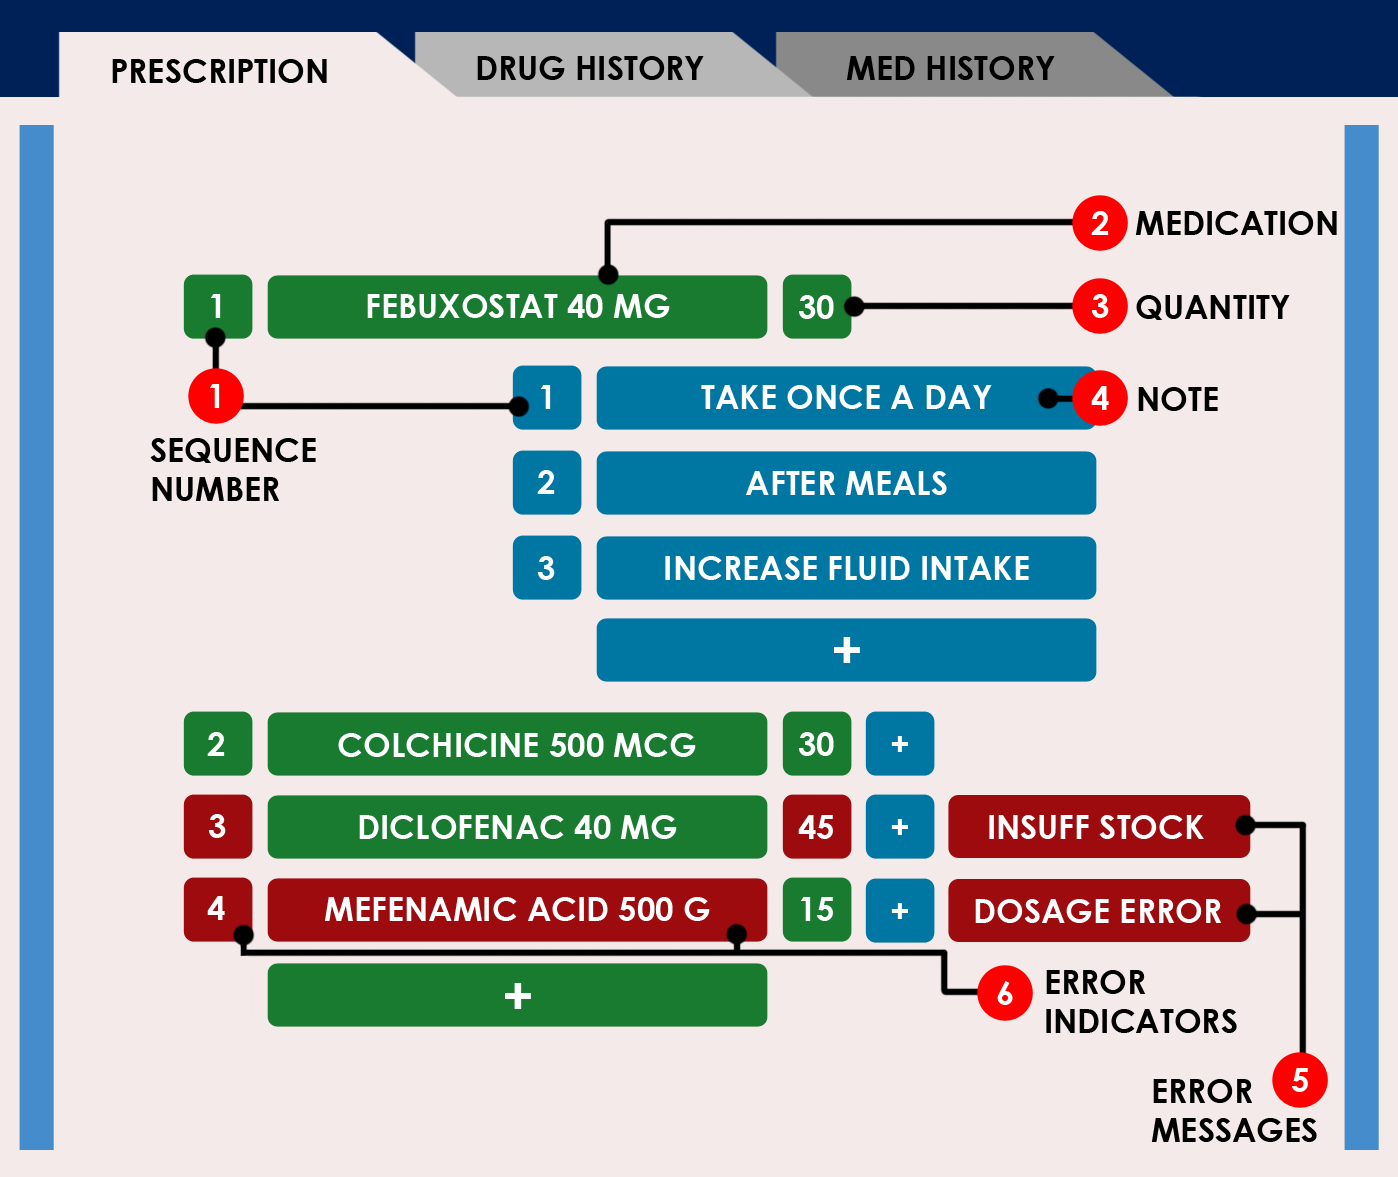 PRESCRIPTION DRUG HISTORY MED HISTORY
2 MEDICATION
1 FEBUXOSTAT 40 MG 30 3 QUANTITY
1 1 TAKE ONCE A DAY 4 NOTE
SEQUENCE
NUMBER
2 AFTER MEALS
3 INCREASE FLUID INTAKE
+
2 COLCHICINE 500 MCG 30 +
3 DICLOFENAC 40 MG 45 + INSUFF STOCK
4 MEFENAMIC ACID 500 G 15 + DOSAGE ERROR
+
6 ERROR
INDICATORS
ERROR 5
MESSAGES